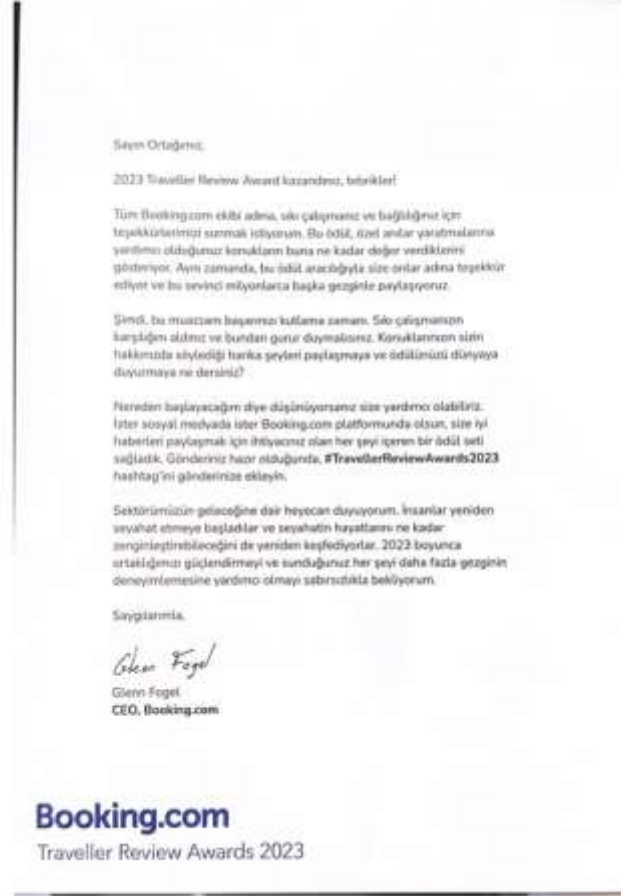 Sayın Ortağımız,
2023 Traveller Review Award kazandınız, tebrikler!
Tüm Booking.com ekibi adına, sıkı çalışmanız ve bağlılığınız için
teşekkürlerimizi sunmak istiyorum. Bu ödül, özel anılar yaratmalarına
yardımcı olduğunuz konukların buna ne kadar değer verdiklerini
gösteriyor. Aynı zamanda, bu ödül aracılığıyla size onlar adına teşekkür
ediyor ve bu sevinci milyonlarca başka gezginle paylaşıyoruz.
Şimdi, bu muazzam başarınızı kutlama zamanı. Sıkı çalışmanızın
karşılığını aldınız ve bundan gurur duymalısınız. Konuklarınızın sizin
hakkınızda söylediği harika şeyleri paylaşmaya ve ödülünüzü dünyaya
duyurmaya ne dersiniz?
Nereden başlayacağım diye düşünüyorsanız size yardımcı olabiliriz.
İster sosyal medyada ister Booking.com platformunda olsun, size iyi
haberleri paylaşmak için ihtiyacınız olan her şeyi içeren bir ödül seti
sağladık. Gönderiniz hazır olduğunda, #TravellerReviewAwards2023
hashtag'ini gönderinize ekleyin.
Sektörümüzün geleceğine dair heyecan duyuyorum. İnsanlar yeniden
seyahat etmeye başladılar ve seyahatin hayatlarını ne kadar
zenginleştirebileceğini de yeniden keşfediyorlar. 2023 boyunca
ortaklığımızı güçlendirmeyi ve sunduğunuz her şeyi daha fazla gezginin
deneyimlemesine yardımcı olmayı sabırsızlıkla bekliyorum.
Saygılarımla,
Glenn Fogel
Glenn Fogel
CEO, Booking.com
Booking.com
Traveller Review Awards 2023